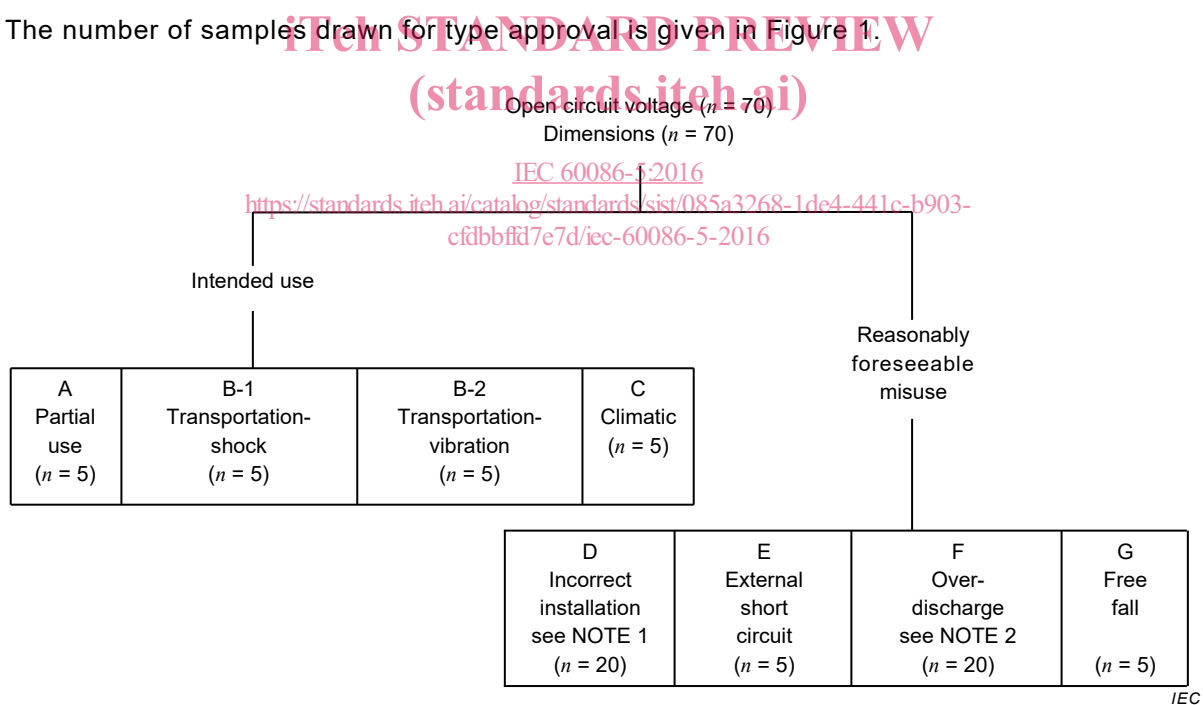 The number of samples drawn for type approval is given in Figure 1.
iTeh STANDARD PREVIEW
(standards.iteh.ai)
Open circuit voltage (n = 70)
Dimensions (n = 70)
IEC 60086-5:2016
https://standards.iteh.ai/catalog/standards/sist/085a3268-1de4-441c-b903-
cfdbbffd7e7d/iec-60086-5-2016
Intended use
Reasonably
foreseeable
misuse
A
Partial
use
(n = 5)
B-1
Transportation-
shock
(n = 5)
B-2
Transportation-
vibration
(n = 5)
C
Climatic
(n = 5)
D
Incorrect
installation
see NOTE 1
(n = 20)
E
External
short
circuit
(n = 5)
F
Over-
discharge
see NOTE 2
(n = 20)
G
Free
fall
(n = 5)
IEC